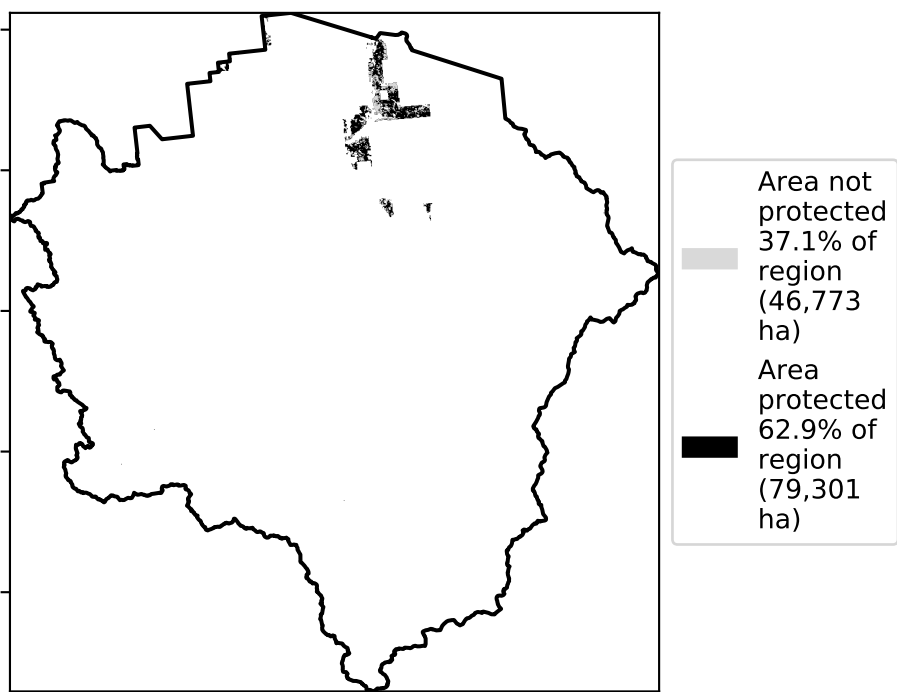 Area not
protected
37.1% of
region
(46,773
ha)
Area
protected
62.9% of
region
(79,301
ha)